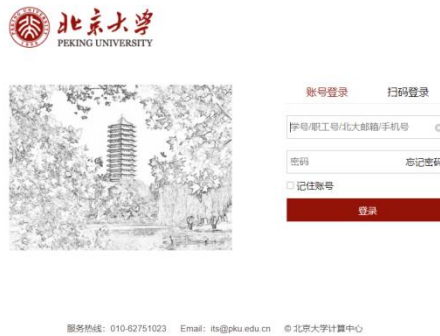 北京大学
PEKING UNIVERSITY
账号登录 扫码登录
学号/职工号/北大邮箱/手机号
密码 忘记密码
记住账号
登录
服务热线：010-62751023 Email：its@pku.edu.cn © 北京大学计算中心